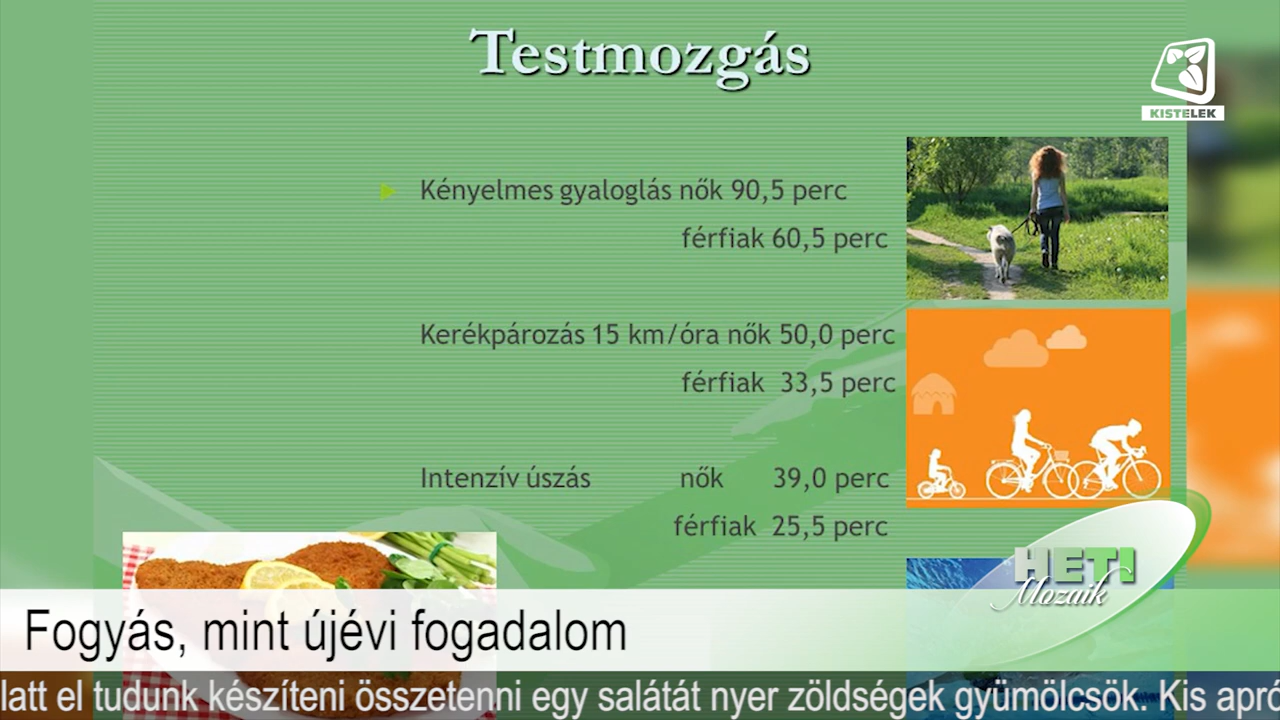 Testmozgás
KISTELEK
Kényelmes gyaloglás nők 90,5 perc
férfiak 60,5 perc
Kerékpározás 15 km/óra nők 50,0 perc
férfiak 33,5 perc
Intenzív úszás nők 39,0 perc
férfiak 25,5 perc
HETI
Mozaik
Fogyás, mint újévi fogadalom
latt el tudunk készíteni összetenni egy salátát nyer zöldségek gyümölcsök. Kis apró